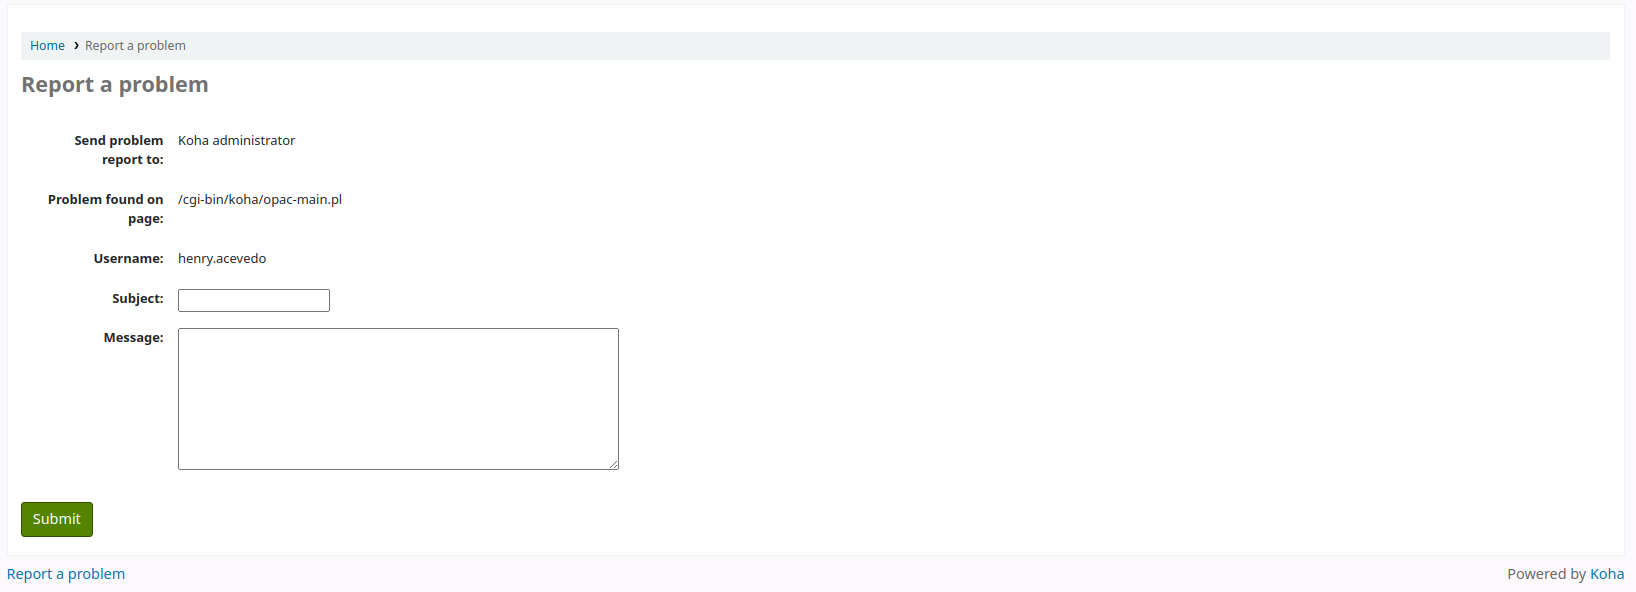 Home › Report a problem
Report a problem
Send problem report to: Koha administrator
Problem found on page: /cgi-bin/koha/opac-main.pl
Username: henry.acevedo
Subject:
Message:
Submit
Report a problem Powered by Koha